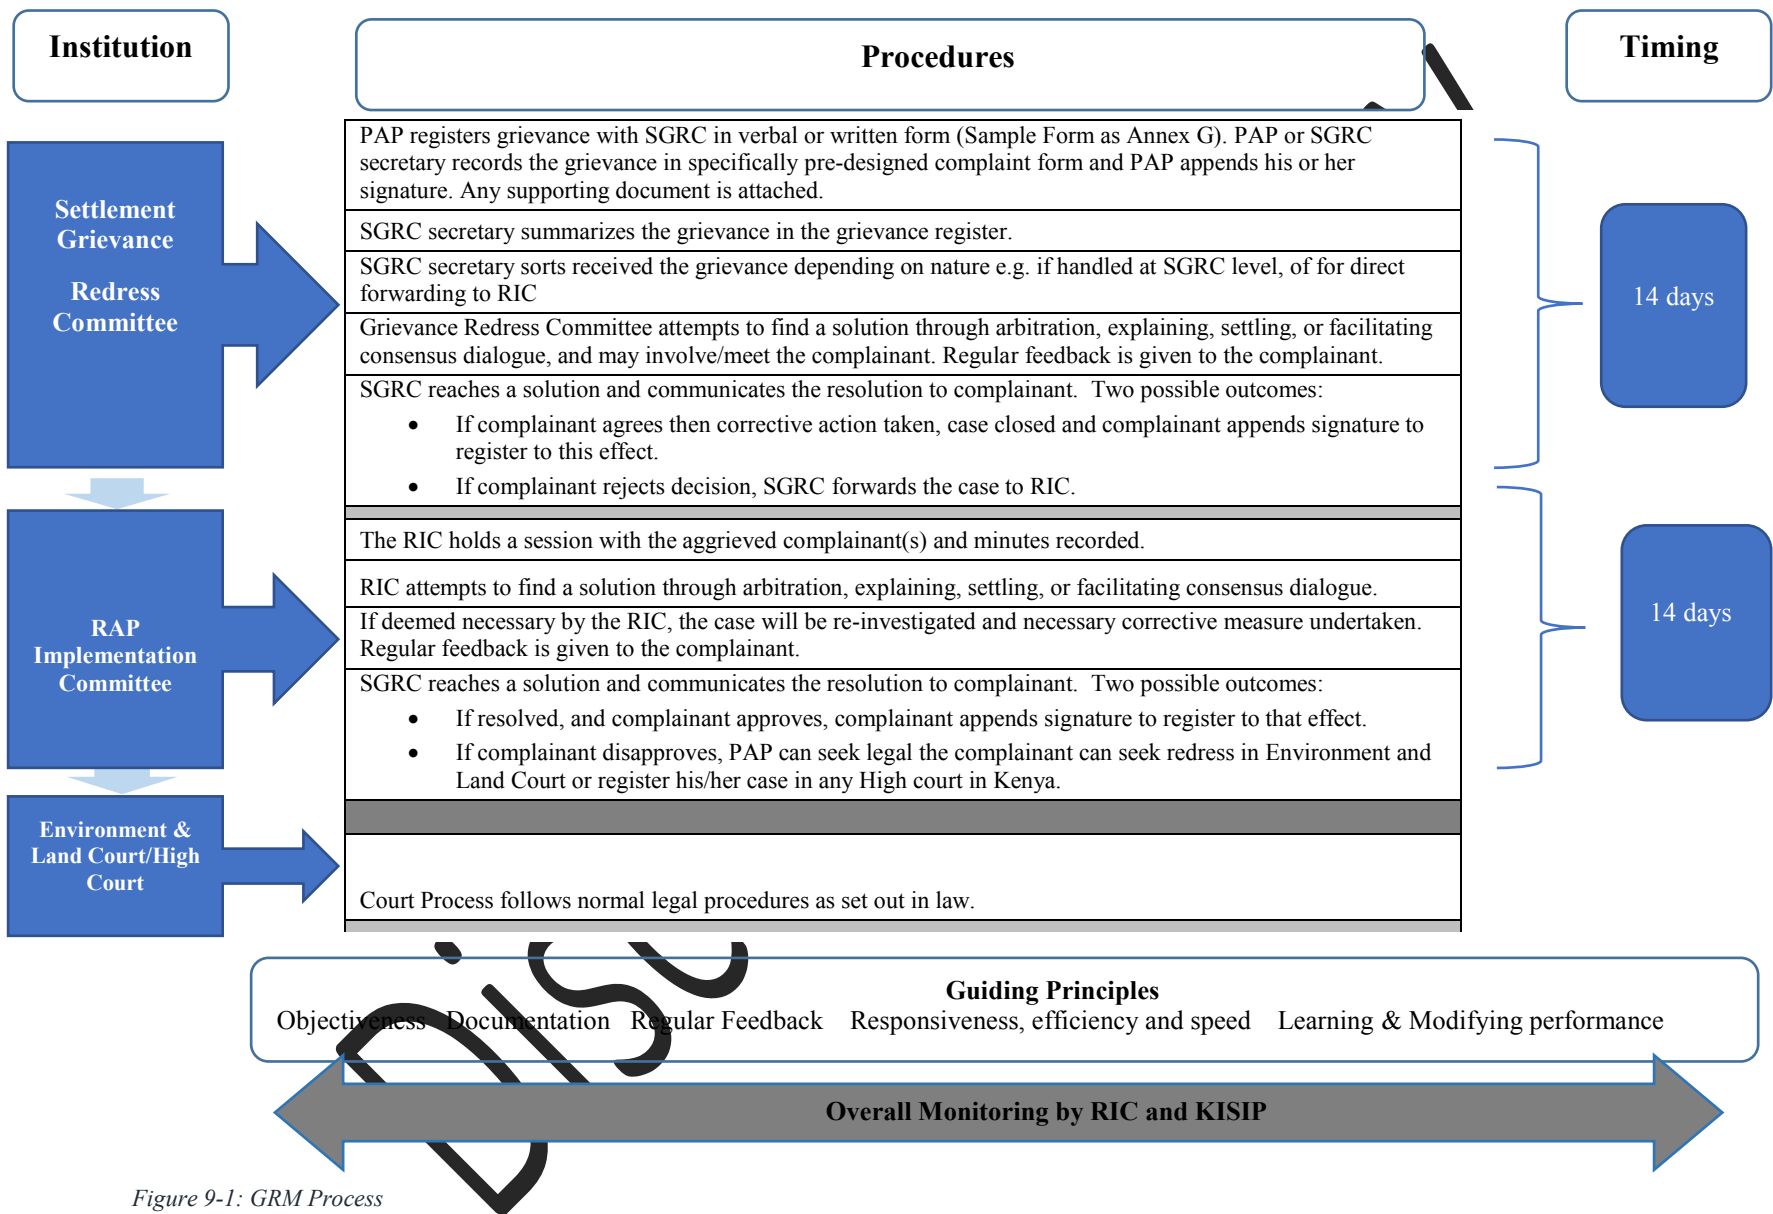 Institution
Procedures
Timing
Settlement
Grievance
Redress
Committee
PAP registers grievance with SGRC in verbal or written form (Sample Form as Annex G). PAP or SGRC
secretary records the grievance in specifically pre-designed complaint form and PAP appends his or her
signature. Any supporting document is attached.
SGRC secretary summarizes the grievance in the grievance register.
SGRC secretary sorts received the grievance depending on nature e.g. if handled at SGRC level, of for direct
forwarding to RIC
Grievance Redress Committee attempts to find a solution through arbitration, explaining, settling, or facilitating
consensus dialogue, and may involve/meet the complainant. Regular feedback is given to the complainant.
SGRC reaches a solution and communicates the resolution to complainant. Two possible outcomes:
• If complainant agrees then corrective action taken, case closed and complainant appends signature to
register to this effect.
• If complainant rejects decision, SGRC forwards the case to RIC.
14 days
RAP
Implementation
Committee
The RIC holds a session with the aggrieved complainant(s) and minutes recorded.
RIC attempts to find a solution through arbitration, explaining, settling, or facilitating consensus dialogue.
If deemed necessary by the RIC, the case will be re-investigated and necessary corrective measure undertaken.
Regular feedback is given to the complainant.
SGRC reaches a solution and communicates the resolution to complainant. Two possible outcomes:
• If resolved, and complainant approves, complainant appends signature to register to that effect.
• If complainant disapproves, PAP can seek legal the complainant can seek redress in Environment and
Land Court or register his/her case in any High court in Kenya.
14 days
Environment &
Land Court/High
Court
Court Process follows normal legal procedures as set out in law.
Guiding Principles
Objectiveness Documentation Regular Feedback Responsiveness, efficiency and speed Learning & Modifying performance
Overall Monitoring by RIC and KISIP
Figure 9-1: GRM Process